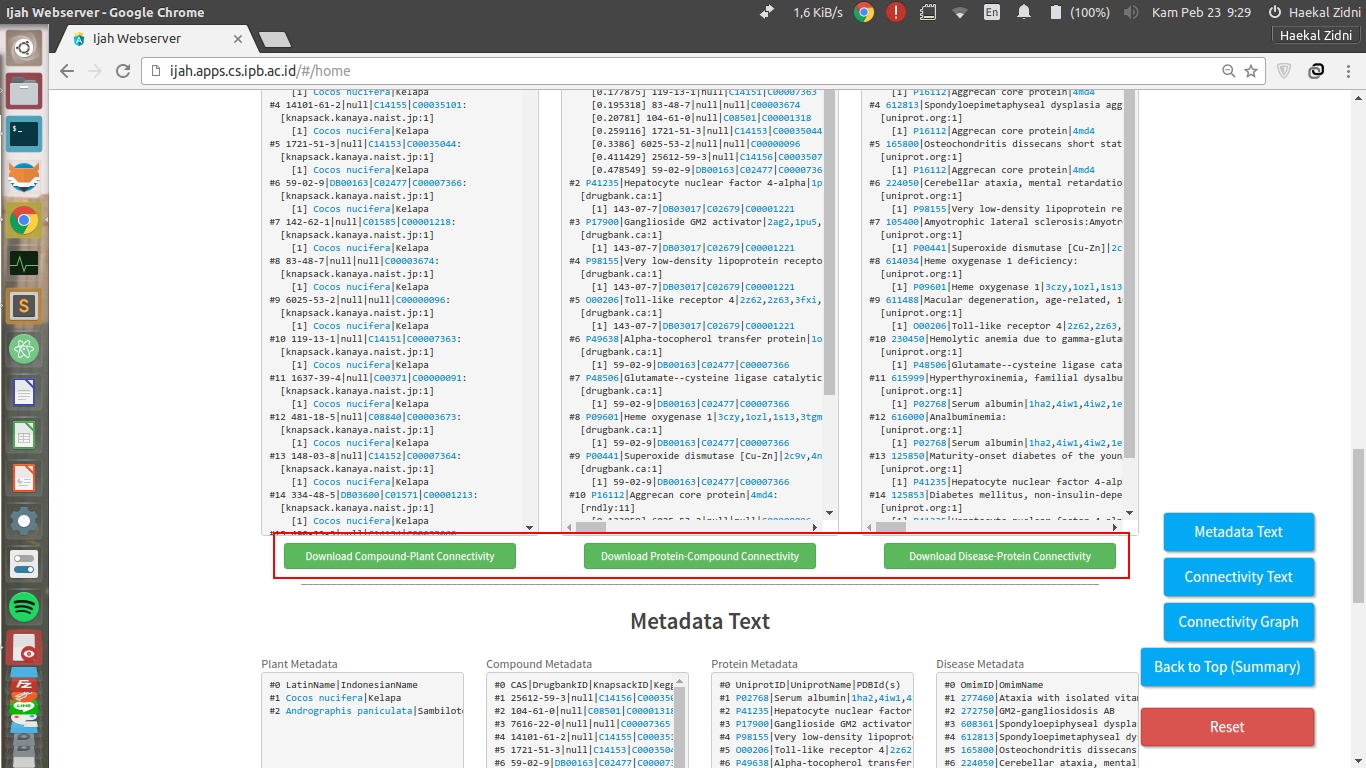 Ijah Webserver - Google Chrome
1,6 KiB/s
En
(100%)
Kam Peb 23 9:29
Haekal Zidni
Ijah Webserver
Haekal Zidni
ijah.apps.cs.ipb.ac.id/#/home
[1] Cocos nucifera|Kelapa
#4 14101-61-2|null|C14155|C00035101:
[knapsack.kanaya.naist.jp:1]
[1] Cocos nucifera|Kelapa
#5 1721-51-3|null|C14153|C00035044:
[knapsack.kanaya.naist.jp:1]
[1] Cocos nucifera|Kelapa
#6 59-02-9|DB00163|C02477|C00007366:
[knapsack.kanaya.naist.jp:1]
[1] Cocos nucifera|Kelapa
#7 142-62-1|null|C01585|C00001218:
[knapsack.kanaya.naist.jp:1]
[1] Cocos nucifera|Kelapa
#8 83-48-7|null|null|C00003674:
[knapsack.kanaya.naist.jp:1]
[1] Cocos nucifera|Kelapa
#9 6025-53-2|null|null|C00000096:
[knapsack.kanaya.naist.jp:1]
[1] Cocos nucifera|Kelapa
#10 119-13-1|null|C14151|C00007363:
[knapsack.kanaya.naist.jp:1]
[1] Cocos nucifera|Kelapa
#11 1637-39-4|null|C00371|C00000091:
[knapsack.kanaya.naist.jp:1]
[1] Cocos nucifera|Kelapa
#12 481-18-5|null|C08840|C00003673:
[knapsack.kanaya.naist.jp:1]
[1] Cocos nucifera|Kelapa
#13 148-03-8|null|C14152|C00007364:
[knapsack.kanaya.naist.jp:1]
[1] Cocos nucifera|Kelapa
#14 334-48-5|DB03600|C01571|C00001213:
[knapsack.kanaya.naist.jp:1]
[1] Cocos nucifera|Kelapa
[0.177875] 119-13-1|null|C14151|C00007363
[0.195318] 83-48-7|null|null|C00003674
[0.20781] 104-61-0|null|C08501|C00001318
[0.259116] 1721-51-3|null|C14153|C00035044
[0.3386] 6025-53-2|null|null|C00000096
[0.411429] 25612-59-3|null|C14156|C0003507
[0.478549] 59-02-9|DB00163|C02477|C0000736
#2 P41235|Hepatocyte nuclear factor 4-alpha|1p
[drugbank.ca:1]
[1] 143-07-7|DB03017|C02679|C00001221
#3 P17900|Ganglioside GM2 activator|2ag2,1pu5,
[drugbank.ca:1]
[1] 143-07-7|DB03017|C02679|C00001221
#4 P98155|Very low-density lipoprotein recepto
[drugbank.ca:1]
[1] 143-07-7|DB03017|C02679|C00001221
#5 O00206|Toll-like receptor 4|2z62,2z63,3fxi,
[drugbank.ca:1]
[1] 143-07-7|DB03017|C02679|C00001221
#6 P49638|Alpha-tocopherol transfer protein|1o
[drugbank.ca:1]
[1] 59-02-9|DB00163|C02477|C00007366
#7 P48506|Glutamate--cysteine ligase catalytic
[drugbank.ca:1]
[1] 59-02-9|DB00163|C02477|C00007366
#8 P09601|Heme oxygenase 1|3czy,1ozl,1s13,3tgm
[drugbank.ca:1]
[1] 59-02-9|DB00163|C02477|C00007366
#9 P00441|Superoxide dismutase [Cu-Zn]|2c9v,4n
[drugbank.ca:1]
[1] 59-02-9|DB00163|C02477|C00007366
#10 P16112|Aggrecan core protein|4md4:
[rndly:11]
[1] P16112|Aggrecan core protein|4md4
#4 612813|Spondyloepimetaphyseal dysplasia agg
[uniprot.org:1]
[1] P16112|Aggrecan core protein|4md4
#5 165800|Osteochondritis dissecans short stat
[uniprot.org:1]
[1] P16112|Aggrecan core protein|4md4
#6 224050|Cerebellar ataxia, mental retardatio
[uniprot.org:1]
[1] P98155|Very low-density lipoprotein re
#7 105400|Amyotrophic lateral sclerosis:Amyotr
[uniprot.org:1]
[1] P00441|Superoxide dismutase [Cu-Zn]|2c
#8 614034|Heme oxygenase 1 deficiency:
[uniprot.org:1]
[1] P09601|Heme oxygenase 1|3czy,1ozl,1s13
#9 611488|Macular degeneration, age-related, 1
[uniprot.org:1]
[1] O00206|Toll-like receptor 4|2z62,2z63,
#10 230450|Hemolytic anemia due to gamma-gluta
[uniprot.org:1]
[1] P48506|Glutamate--cysteine ligase cata
#11 615999|Hyperthyroxinemia, familial dysalbu
[uniprot.org:1]
[1] P02768|Serum albumin|1ha2,4iw1,4iw2,1e
#12 616000|Analbuminemia:
[uniprot.org:1]
[1] P02768|Serum albumin|1ha2,4iw1,4iw2,1e
#13 125850|Maturity-onset diabetes of the youn
[uniprot.org:1]
[1] P41235|Hepatocyte nuclear factor 4-alp
#14 125853|Diabetes mellitus, non-insulin-depe
[uniprot.org:1]
Download Compound-Plant Connectivity
Download Protein-Compound Connectivity
Download Disease-Protein Connectivity
Metadata Text
Connectivity Text
Connectivity Graph
Back to Top (Summary)
Reset
Metadata Text
Plant Metadata
#0 LatinName|IndonesianName
#1 Cocos nucifera|Kelapa
#2 Andrographis paniculata|Sambilot
Compound Metadata
#0 CAS|DrugbankID|KnapsackID|Keg
#1 25612-59-3|null|C14156|C00035
#2 104-61-0|null|C08501|C0000131
#3 7616-22-0|null|null|C00007365
#4 14101-61-2|null|C14155|C00035
#5 1721-51-3|null|C14153|C000350
#6 59-02-9|DB00163|C02477|C00007
Protein Metadata
#0 UniprotID|UniprotName|PDBId(s)
#1 P02768|Serum albumin|1ha2,4iw1,4
#2 P41235|Hepatocyte nuclear factor
#3 P17900|Ganglioside GM2 activator
#4 P98155|Very low-density lipoprot
#5 O00206|Toll-like receptor 4|2z62
#6 P49638|Alpha-tocopherol transfer
Disease Metadata
#0 OmimID|OmimName
#1 277460|Ataxia with isolated vita
#2 272750|GM2-gangliosidosis AB
#3 608361|Spondyloepiphyseal dyspla
#4 612813|Spondyloepimetaphyseal dy
#5 165800|Osteochondritis dissecans
#6 224050|Cerebellar ataxia, mental